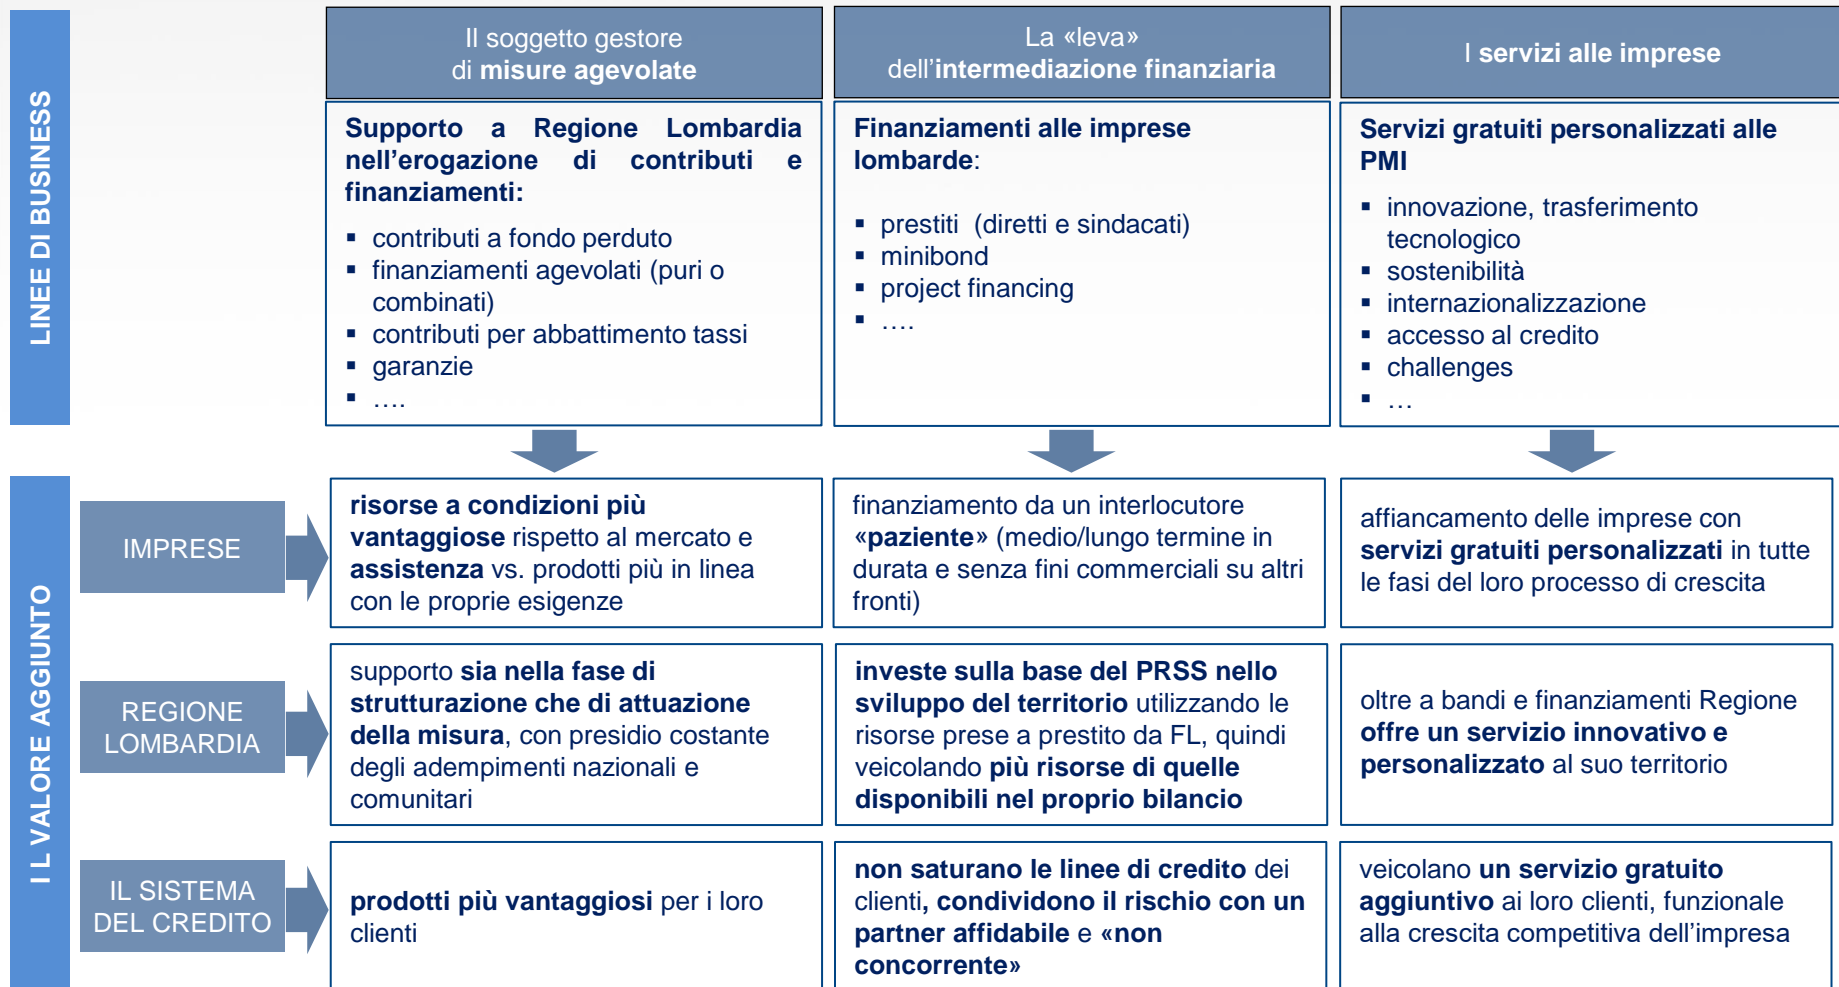 LINEE DI BUSINESS
Il soggetto gestore
di misure agevolate
Supporto a Regione Lombardia
nell'erogazione di contributi e
finanziamenti:
▪ contributi a fondo perduto
▪ finanziamenti agevolati (puri o
combinati)
▪ contributi per abbattimento tassi
▪ garanzie
▪ ….
La «leva»
dell'intermediazione finanziaria
Finanziamenti alle imprese
lombarde:
▪ prestiti (diretti e sindacati)
▪ minibond
▪ project financing
▪ ….
I servizi alle imprese
Servizi gratuiti personalizzati alle
PMI
▪ innovazione, trasferimento
tecnologico
▪ sostenibilità
▪ internazionalizzazione
▪ accesso al credito
▪ challenges
▪ …
I L VALORE AGGIUNTO
IMPRESE
risorse a condizioni più
vantaggiose rispetto al mercato e
assistenza vs. prodotti più in linea
con le proprie esigenze
finanziamento da un interlocutore
«paziente» (medio/lungo termine in
durata e senza fini commerciali su altri
fronti)
affiancamento delle imprese con
servizi gratuiti personalizzati in tutte
le fasi del loro processo di crescita
REGIONE
LOMBARDIA
supporto sia nella fase di
strutturazione che di attuazione
della misura, con presidio costante
degli adempimenti nazionali e
comunitari
investe sulla base del PRSS nello
sviluppo del territorio utilizzando le
risorse prese a prestito da FL, quindi
veicolando più risorse di quelle
disponibili nel proprio bilancio
oltre a bandi e finanziamenti Regione
offre un servizio innovativo e
personalizzato al suo territorio
IL SISTEMA
DEL CREDITO
prodotti più vantaggiosi per i loro
clienti
non saturano le linee di credito dei
clienti, condividono il rischio con un
partner affidabile e «non
concorrente»
veicolano un servizio gratuito
aggiuntivo ai loro clienti, funzionale
alla crescita competitiva dell'impresa